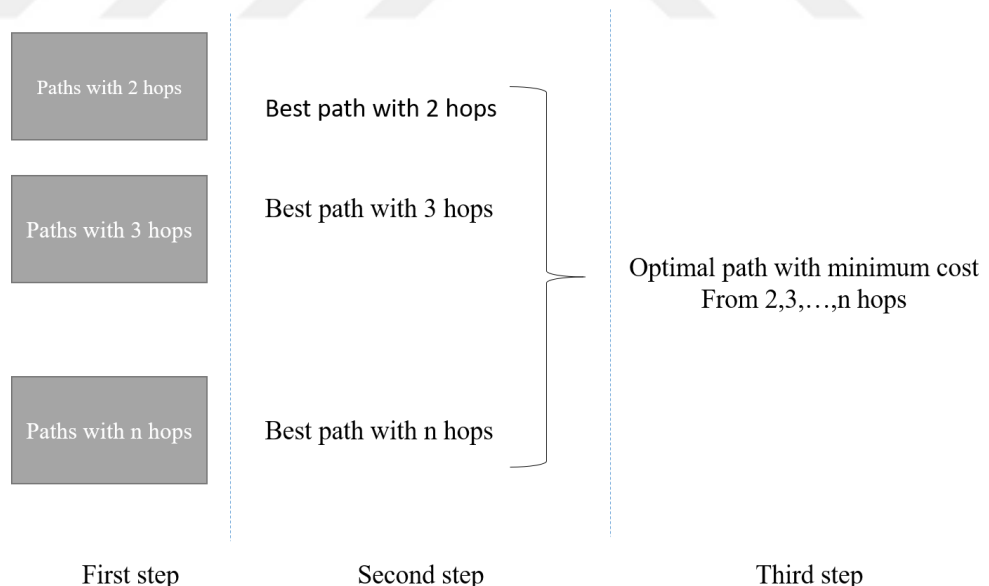 Paths with 2 hops
Best path with 2 hops
Paths with 3 hops
Best path with 3 hops
Optimal path with minimum cost
From 2,3,…,n hops
Paths with n hops
Best path with n hops
First step
Second step
Third step